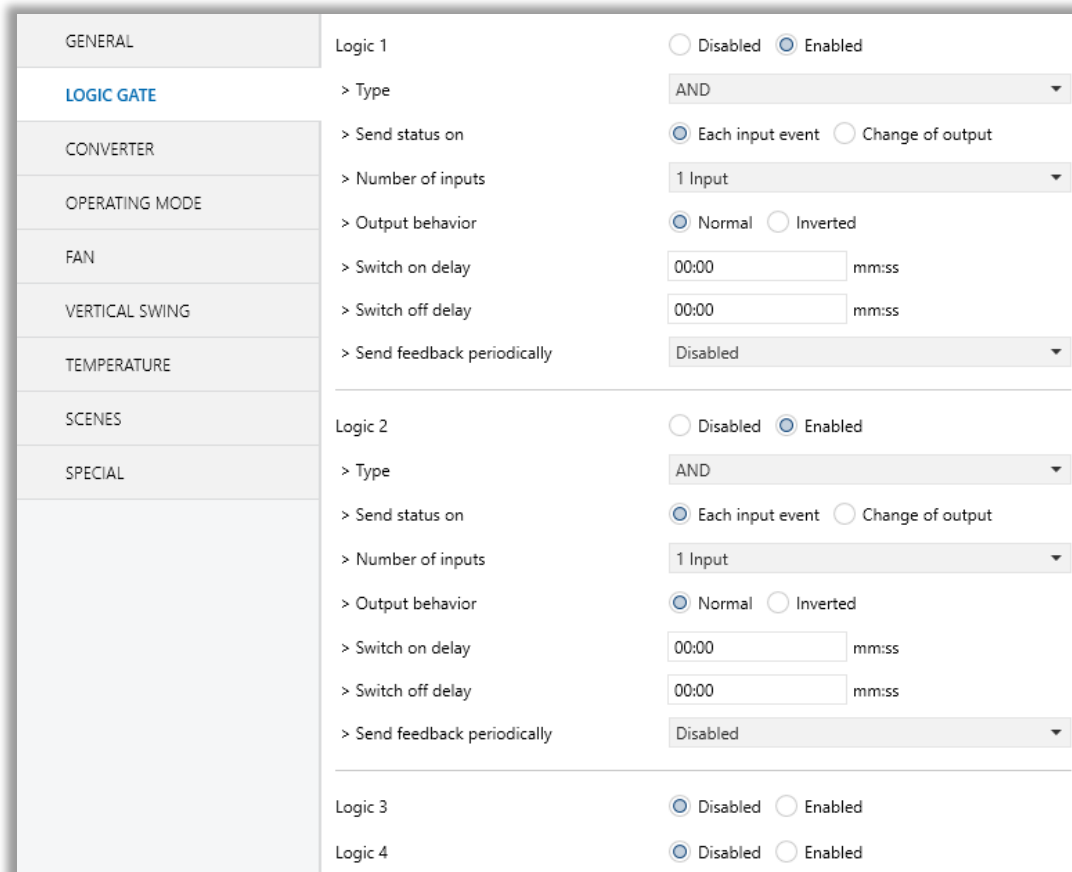 GENERAL
LOGIC GATE
CONVERTER
OPERATING MODE
FAN
VERTICAL SWING
TEMPERATURE
SCENES
SPECIAL
Logic 1 Disabled Enabled
> Type AND
> Send status on Each input event Change of output
> Number of inputs 1 Input
> Output behavior Normal Inverted
> Switch on delay 00:00 mm:ss
> Switch off delay 00:00 mm:ss
> Send feedback periodically Disabled
Logic 2 Disabled Enabled
> Type AND
> Send status on Each input event Change of output
> Number of inputs 1 Input
> Output behavior Normal Inverted
> Switch on delay 00:00 mm:ss
> Switch off delay 00:00 mm:ss
> Send feedback periodically Disabled
Logic 3 Disabled Enabled
Logic 4 Disabled Enabled